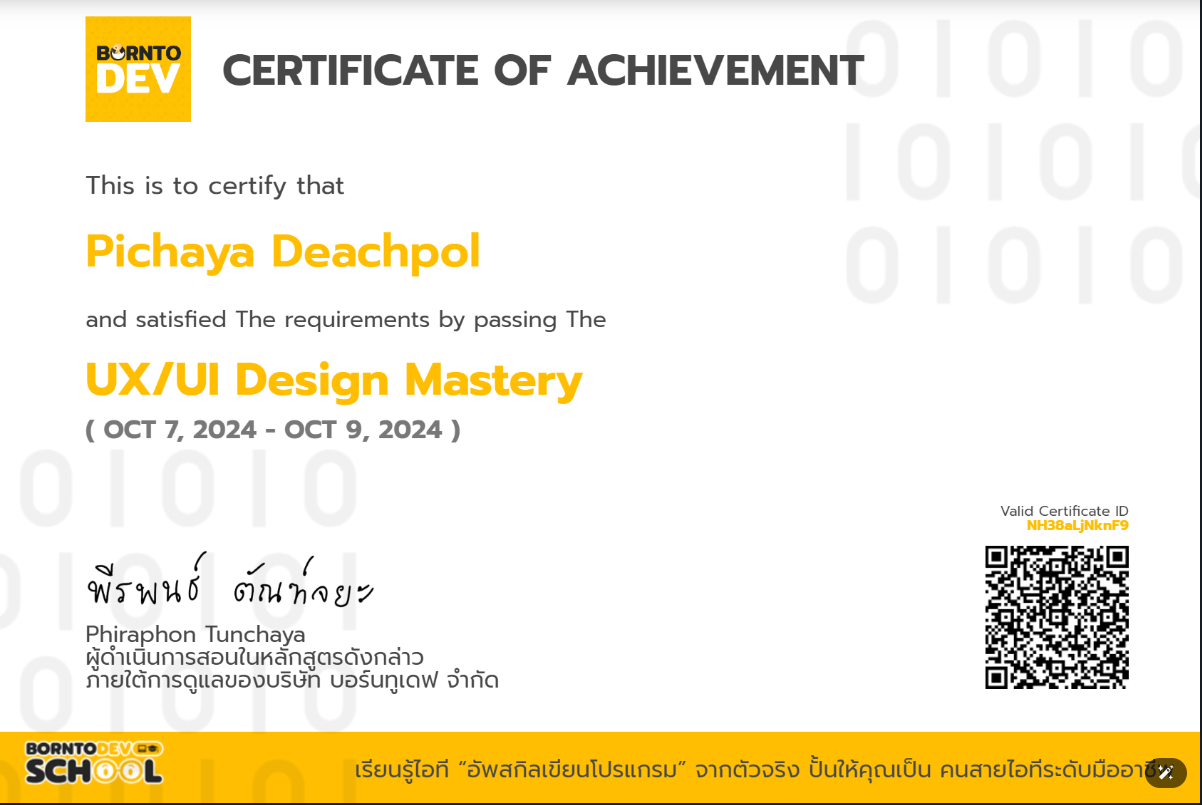 BORNTO
DEV
CERTIFICATE OF ACHIEVEMENT
This is to certify that
Pichaya Deachpol
and satisfied The requirements by passing The
UX/UI Design Mastery
( OCT 7, 2024 - OCT 9, 2024 )
Valid Certificate ID
NH38aLjNknF9
พีรพนธ์ ตัณฑ์จยะ
Phiraphon Tunchaya
ผู้ดำเนินการสอนในหลักสูตรดังกล่าว
ภายใต้การดูแลของบริษัท บอร์นทูเดฟ จำกัด
BORNTODEV
SCHOOL
เรียนรู้ไอที “อัพสกิลเขียนโปรแกรม” จากตัวจริง ปั้นให้คุณเป็น คนสายไอทีระดับมืออาชีพ